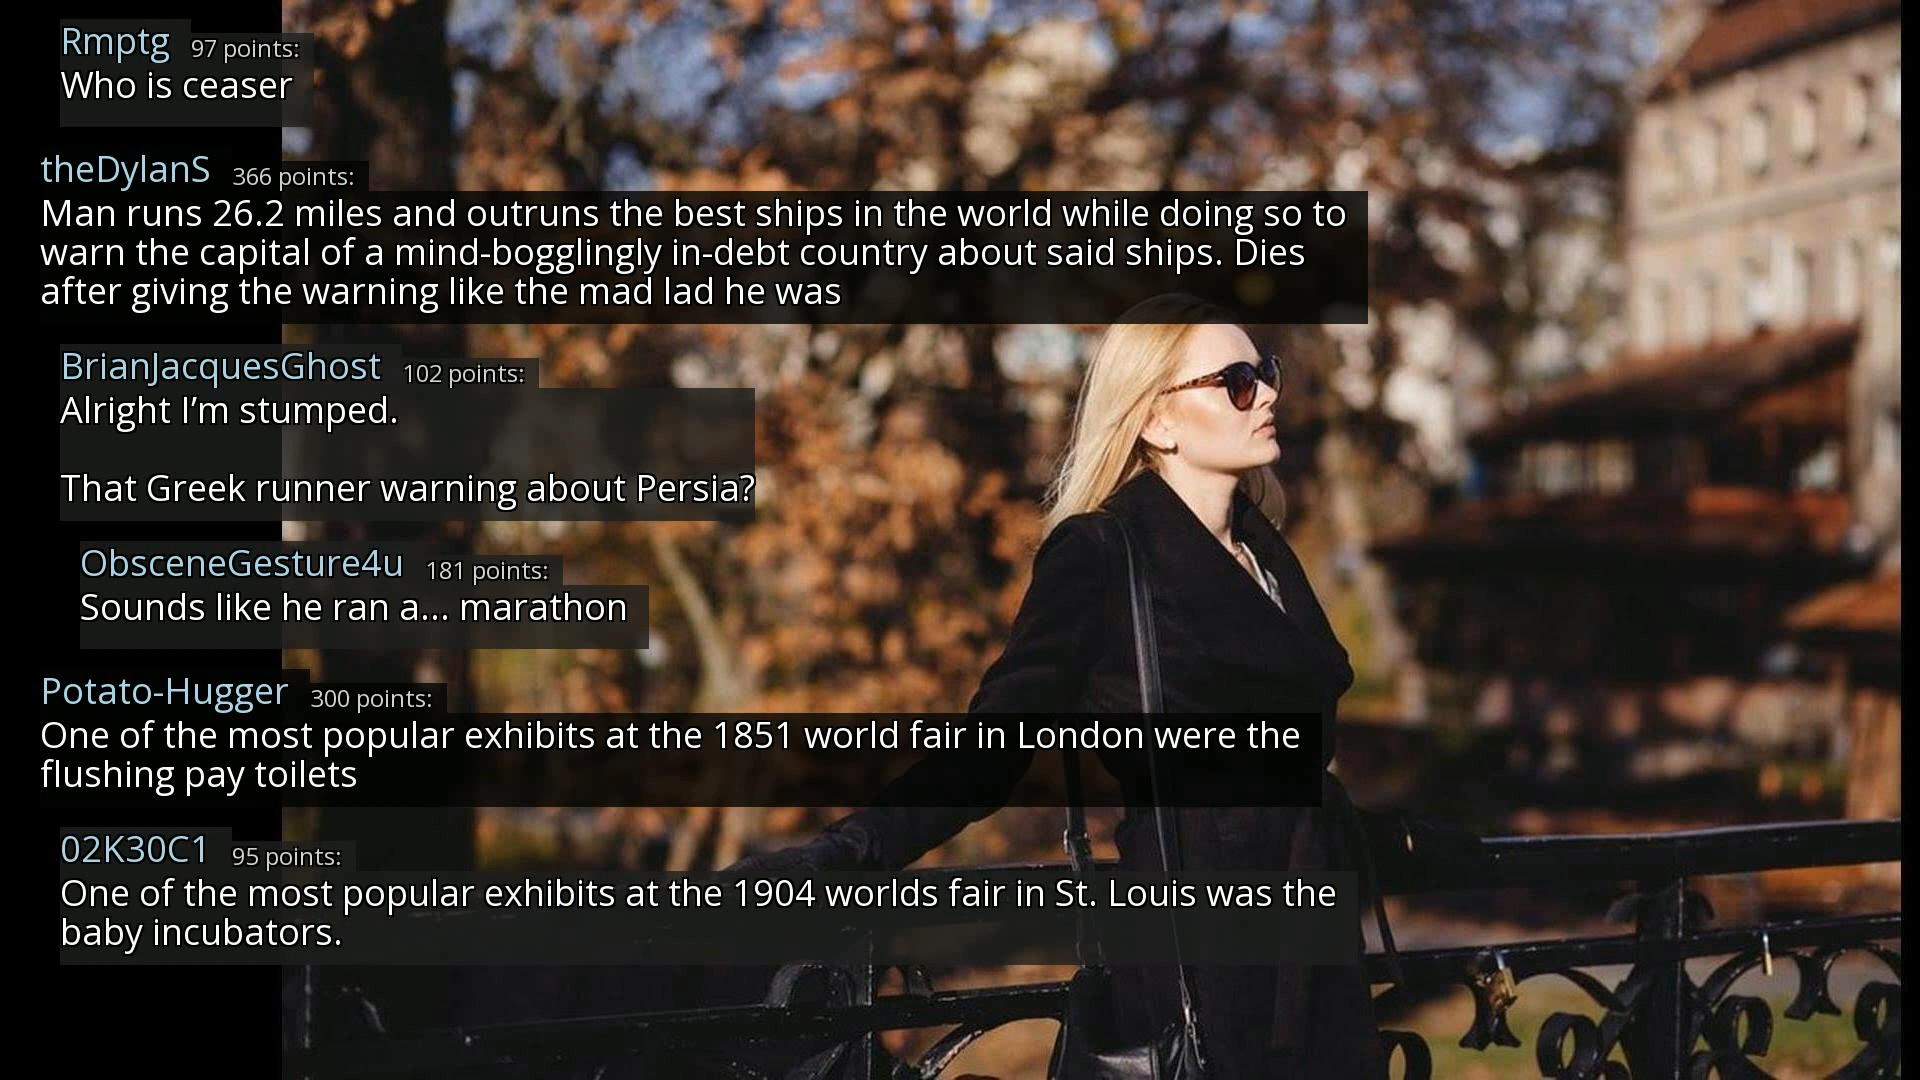 Rmptg 97 points:
Who is ceaser
theDylanS 366 points:
Man runs 26.2 miles and outruns the best ships in the world while doing so to
warn the capital of a mind-bogglingly in-debt country about said ships. Dies
after giving the warning like the mad lad he was
BrianJacquesGhost 102 points:
Alright I’m stumped.
That Greek runner warning about Persia?
ObsceneGesture4u 181 points:
Sounds like he ran a... marathon
Potato-Hugger 300 points:
One of the most popular exhibits at the 1851 world fair in London were the
flushing pay toilets
02K30C1 95 points:
One of the most popular exhibits at the 1904 worlds fair in St. Louis was the
baby incubators.